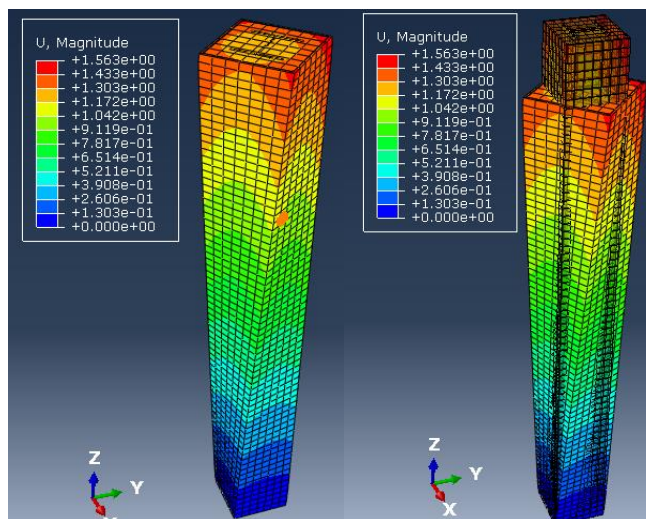 U, Magnitude
+1.563e+00
+1.433e+00
+1.303e+00
+1.172e+00
+1.042e+00
+9.119e-01
+7.817e-01
+6.514e-01
+5.211e-01
+3.908e-01
+2.606e-01
+1.303e-01
+0.000e+00
Z
Y
U, Magnitude
+1.563e+00
+1.433e+00
+1.303e+00
+1.172e+00
+1.042e+00
+9.119e-01
+7.817e-01
+6.514e-01
+5.211e-01
+3.908e-01
+2.606e-01
+1.303e-01
+0.000e+00
Z
Y
X